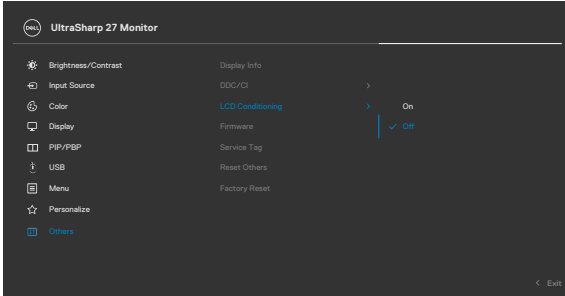 DELL UltraSharp 27 Monitor
Brightness/Contrast Display Info
Input Source DDC/CI >
Color LCD Conditioning > On
Display Firmware ✓ Off
PIP/PBP Service Tag
USB Reset Others
Menu Factory Reset
Personalize
Others
< Exit